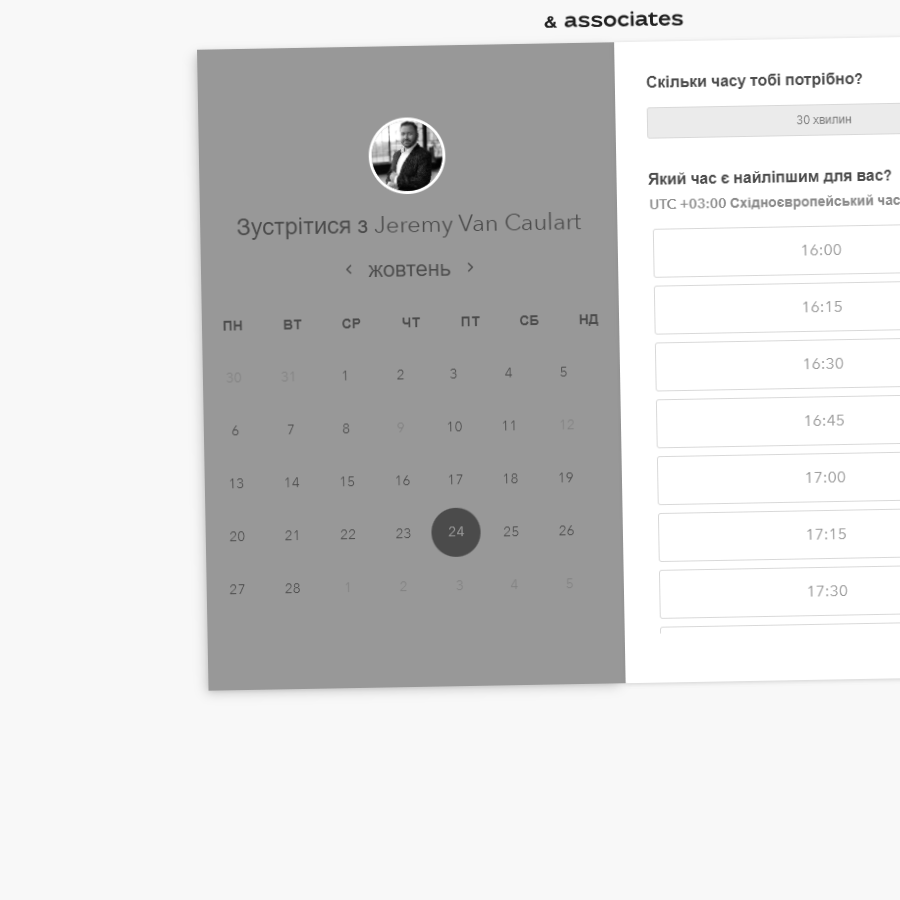 & associates
Зустрітися з Jeremy Van Caulart
жовтень
ПН ВТ СР ЧТ ПТ СБ НД
30 31 1 2 3 4 5
6 7 8 9 10 11 12
13 14 15 16 17 18 19
20 21 22 23 24 25 26
27 28 1 2 3 4 5
Скільки часу тобі потрібно?
30 хвилин
Який час є найліпшим для вас?
UTC +03:00 Східноєвропейський час
16:00
16:15
16:30
16:45
17:00
17:15
17:30